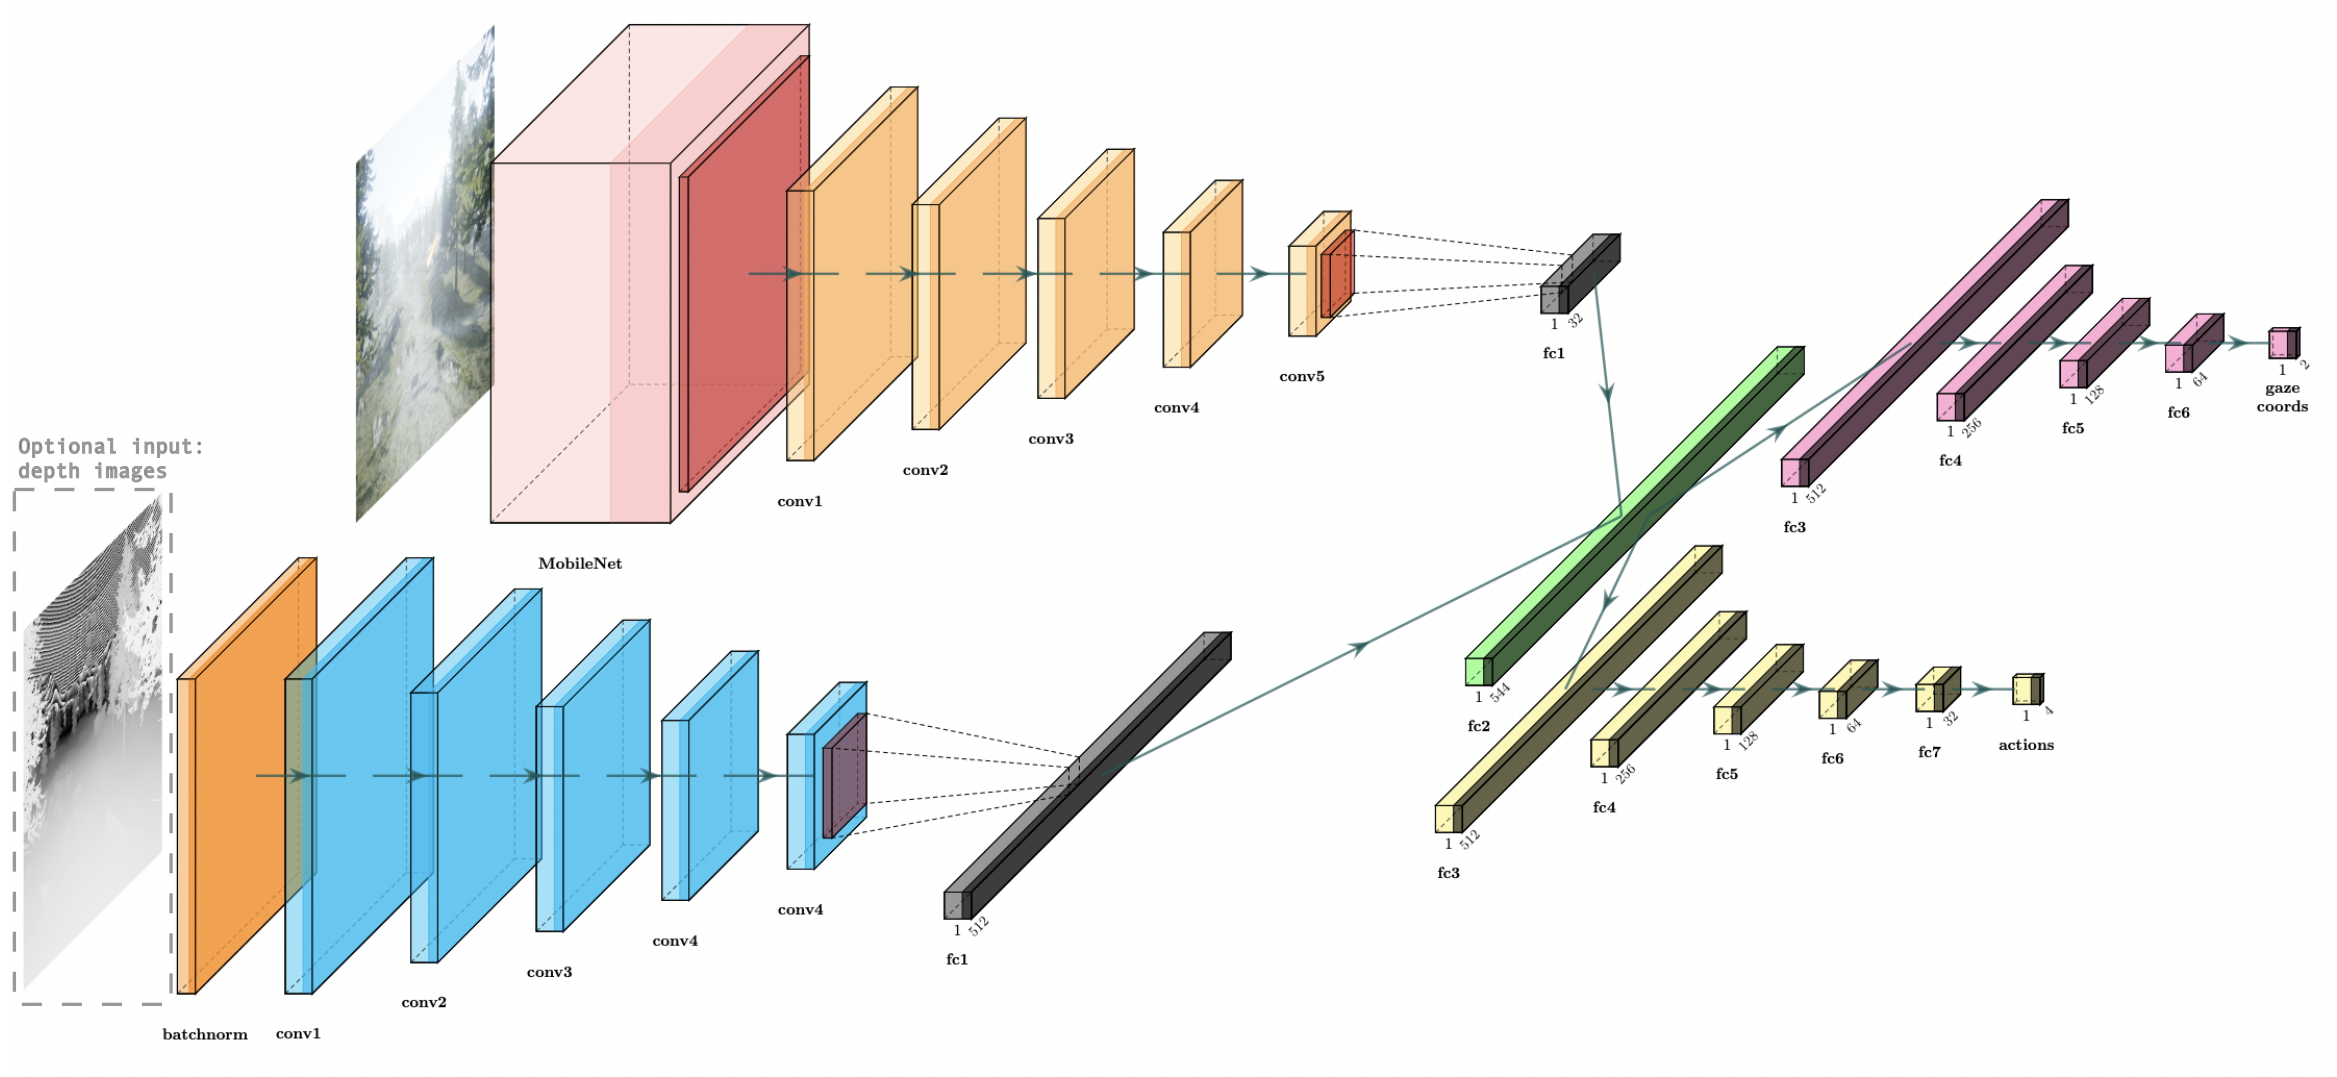 Optional input:
depth images
MobileNet
conv1
conv2
conv3
conv4
conv5
1 32
fc1
batchnorm
conv1
conv2
conv3
conv4
conv4
1 512
fc1
1 544
fc2
1 512
fc3
1 256
fc4
1 128
fc5
1 64
fc6
1 2
gaze
coords
1 512
fc3
1 256
fc4
1 128
fc5
1 64
fc6
1 32
fc7
1 4
actions